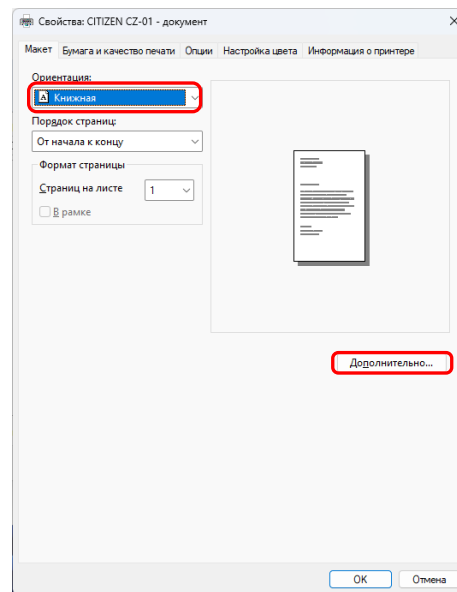 Свойства: CITIZEN CZ-01 - документ
Макет Бумага и качество печати Опции Настройка цвета Информация о принтере
Ориентация:
A Книжная
Порядок страниц:
От начала к концу
Формат страницы
Страниц на листе 1
В рамке
Дополнительно...
OK Отмена